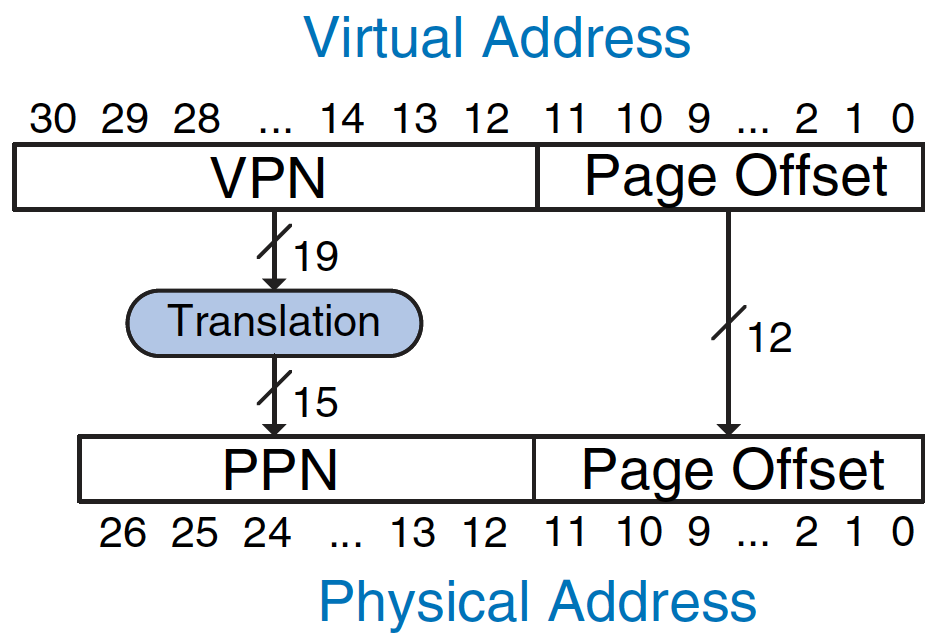 Virtual Address
30 29 28 ... 14 13 12 11 10 9 ... 2 1 0
VPN Page Offset
19
Translation
12
15
PPN Page Offset
26 25 24 ... 13 12 11 10 9 ... 2 1 0
Physical Address